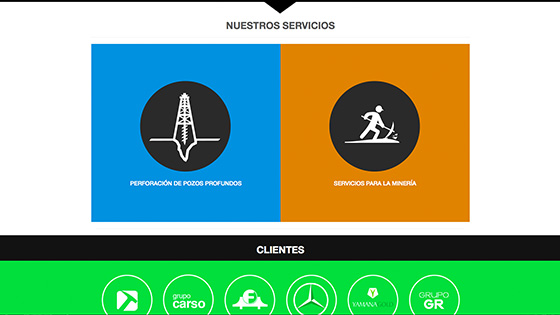 NUESTROS SERVICIOS
PERFORACIÓN DE POZOS PROFUNDOS
SERVICIOS PARA LA MINERÍA
CLIENTES
grupo
carso
F
YAMANA GOLD
GRUPO
GR